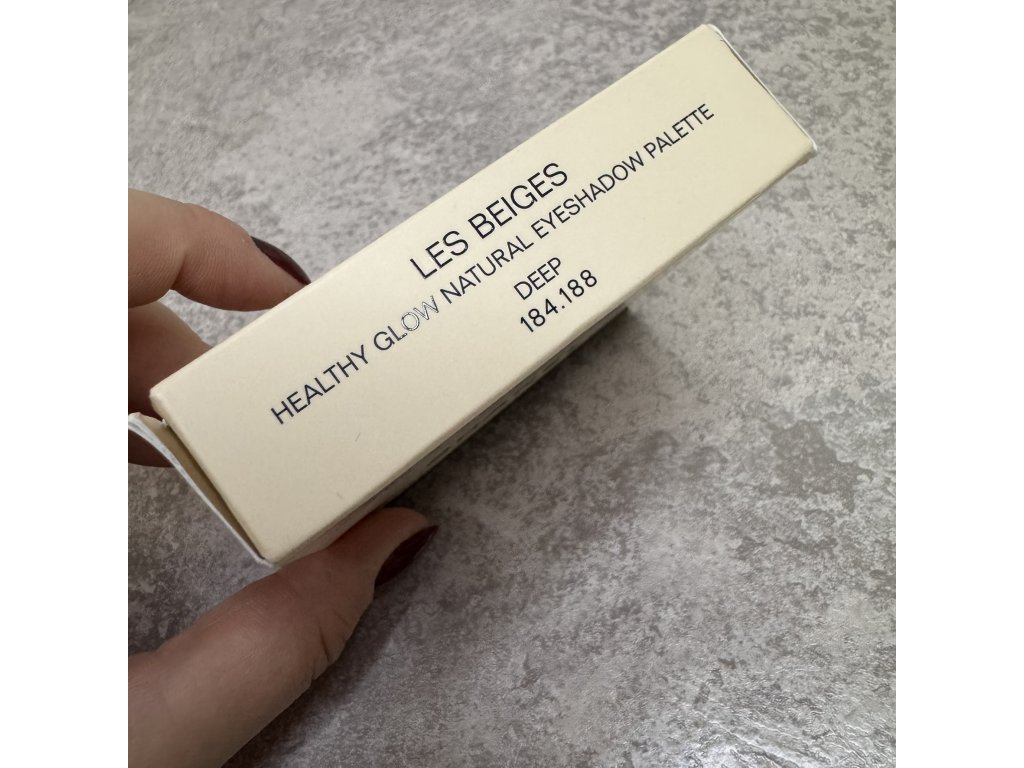 LES BEIGES
HEALTHY GLOW NATURAL EYESHADOW PALETTE
DEEP
184.188